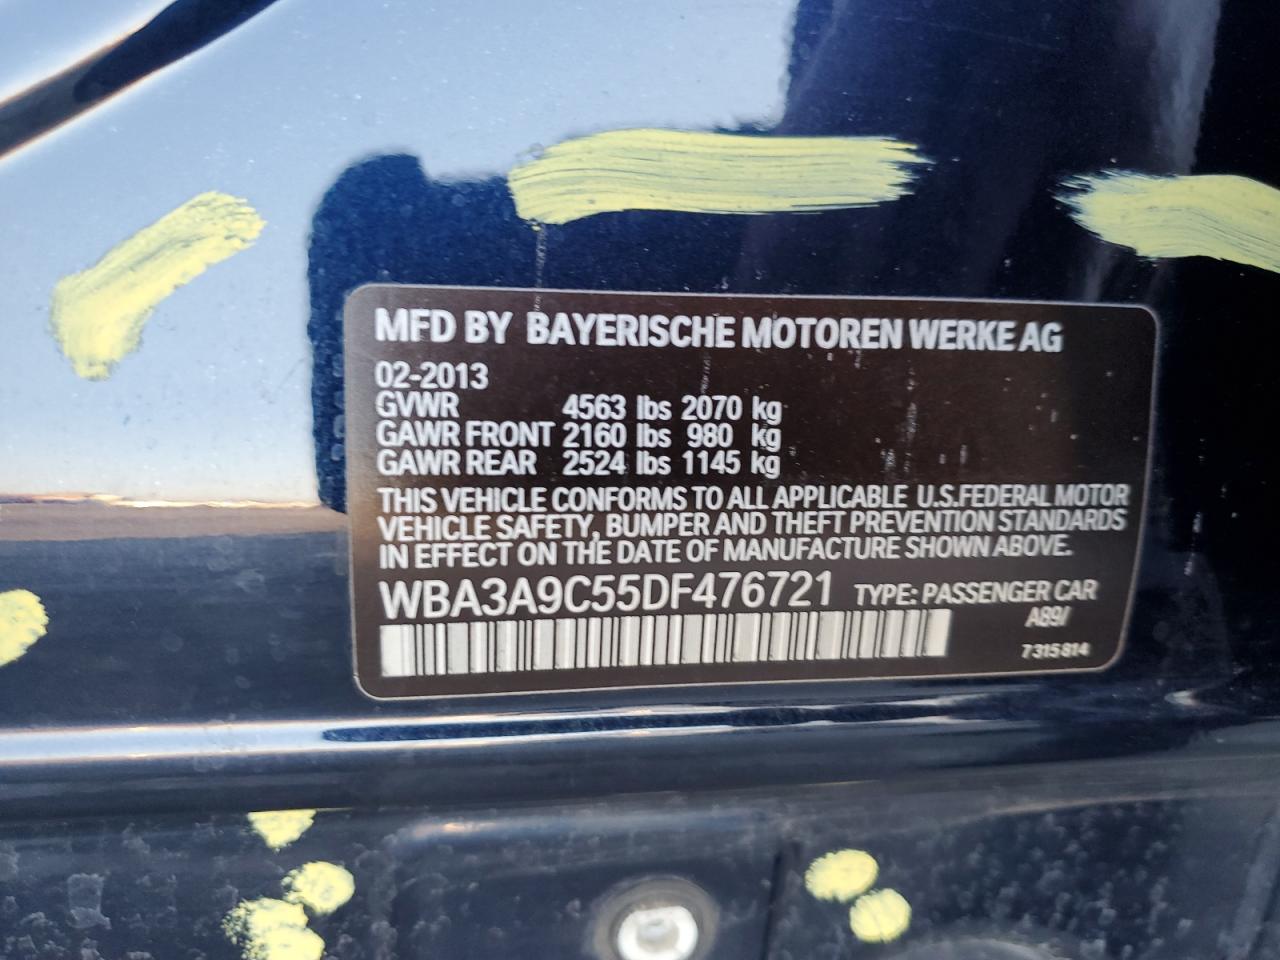 MFD BY BAYERISCHE MOTOREN WERKE AG
02-2013
GVWR 4563 lbs 2070 kg
GAWR FRONT 2160 lbs 980 kg
GAWR REAR 2524 lbs 1145 kg
THIS VEHICLE CONFORMS TO ALL APPLICABLE U.S.FEDERAL MOTOR
VEHICLE SAFETY, BUMPER AND THEFT PREVENTION STANDARDS
IN EFFECT ON THE DATE OF MANUFACTURE SHOWN ABOVE.
WBA3A9C55DF476721 TYPE: PASSENGER CAR
A89/
7315814